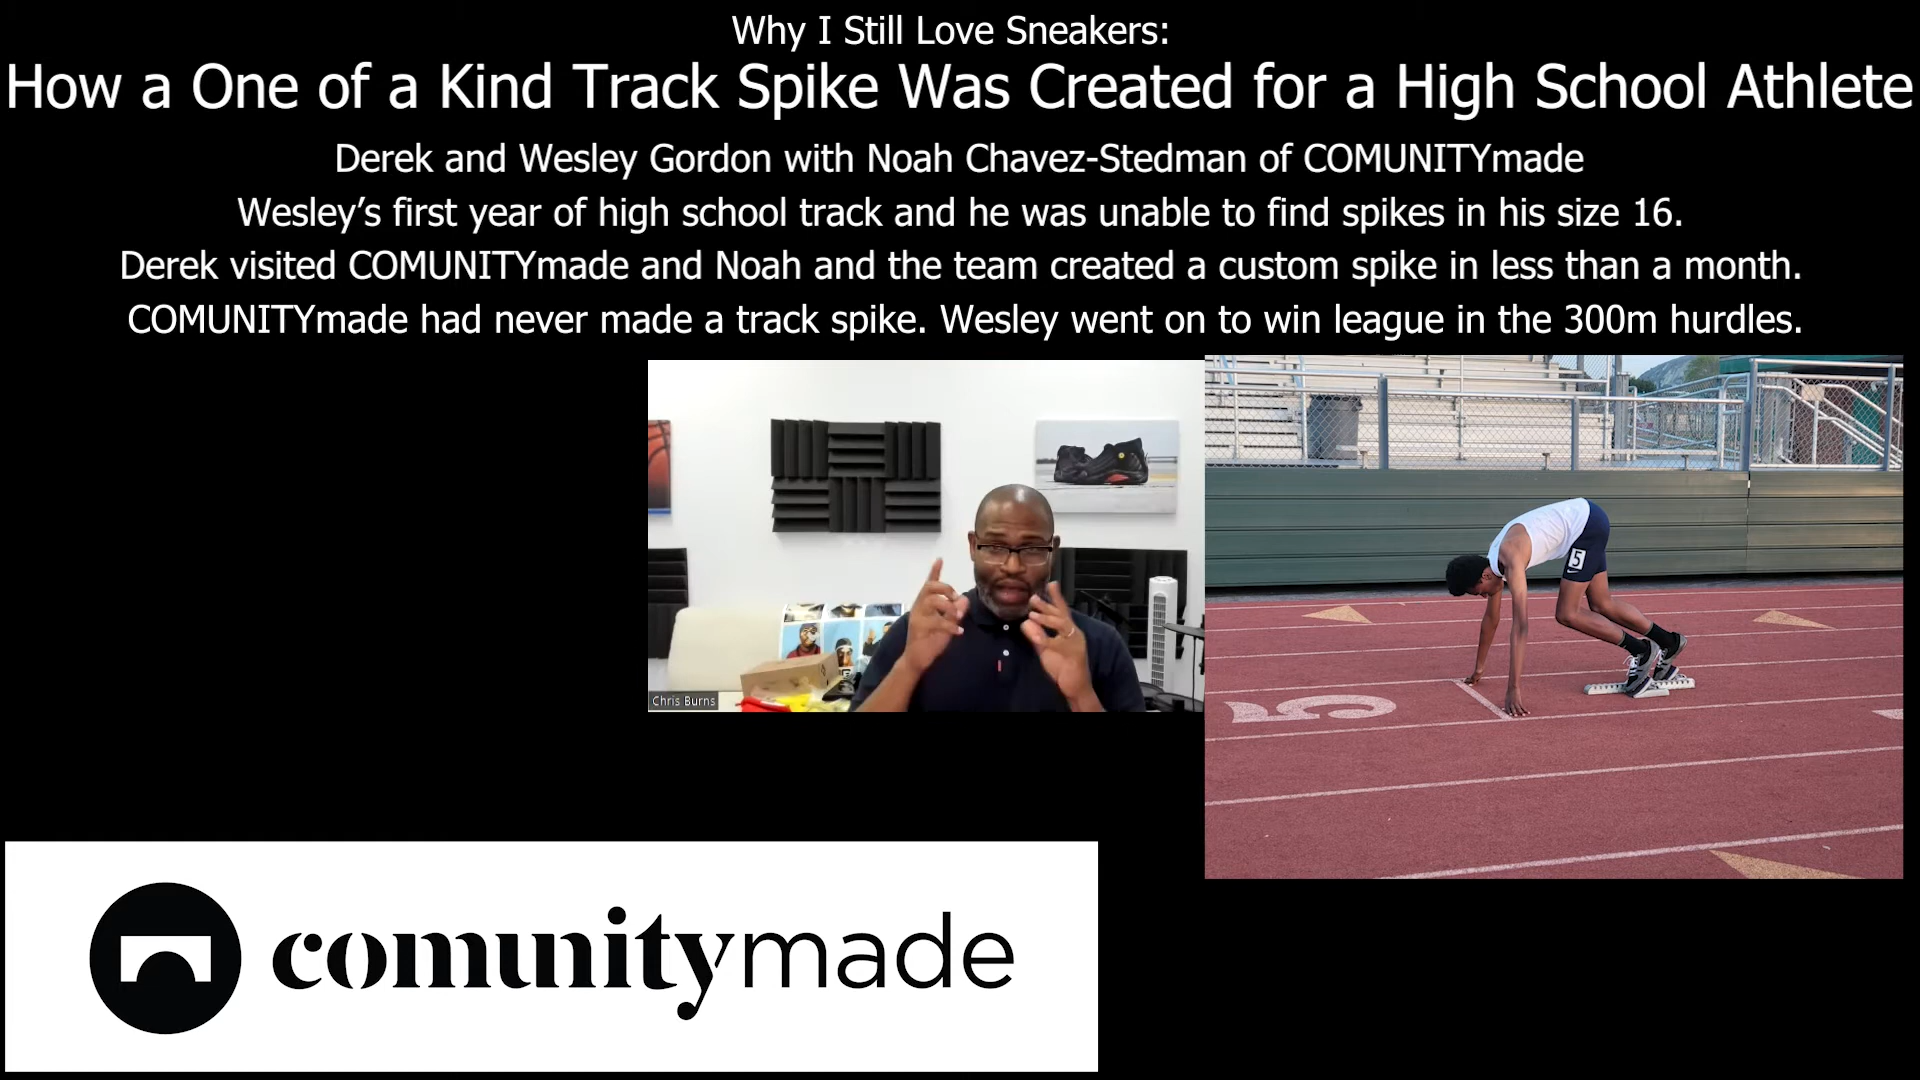 Why I Still Love Sneakers:
How a One of a Kind Track Spike Was Created for a High School Athlete
Derek and Wesley Gordon with Noah Chavez-Stedman of COMUNITYmade
Wesley’s first year of high school track and he was unable to find spikes in his size 16.
Derek visited COMUNITYmade and Noah and the team created a custom spike in less than a month.
COMUNITYmade had never made a track spike. Wesley went on to win league in the 300m hurdles.
Chris Burns
5
5
comunitymade